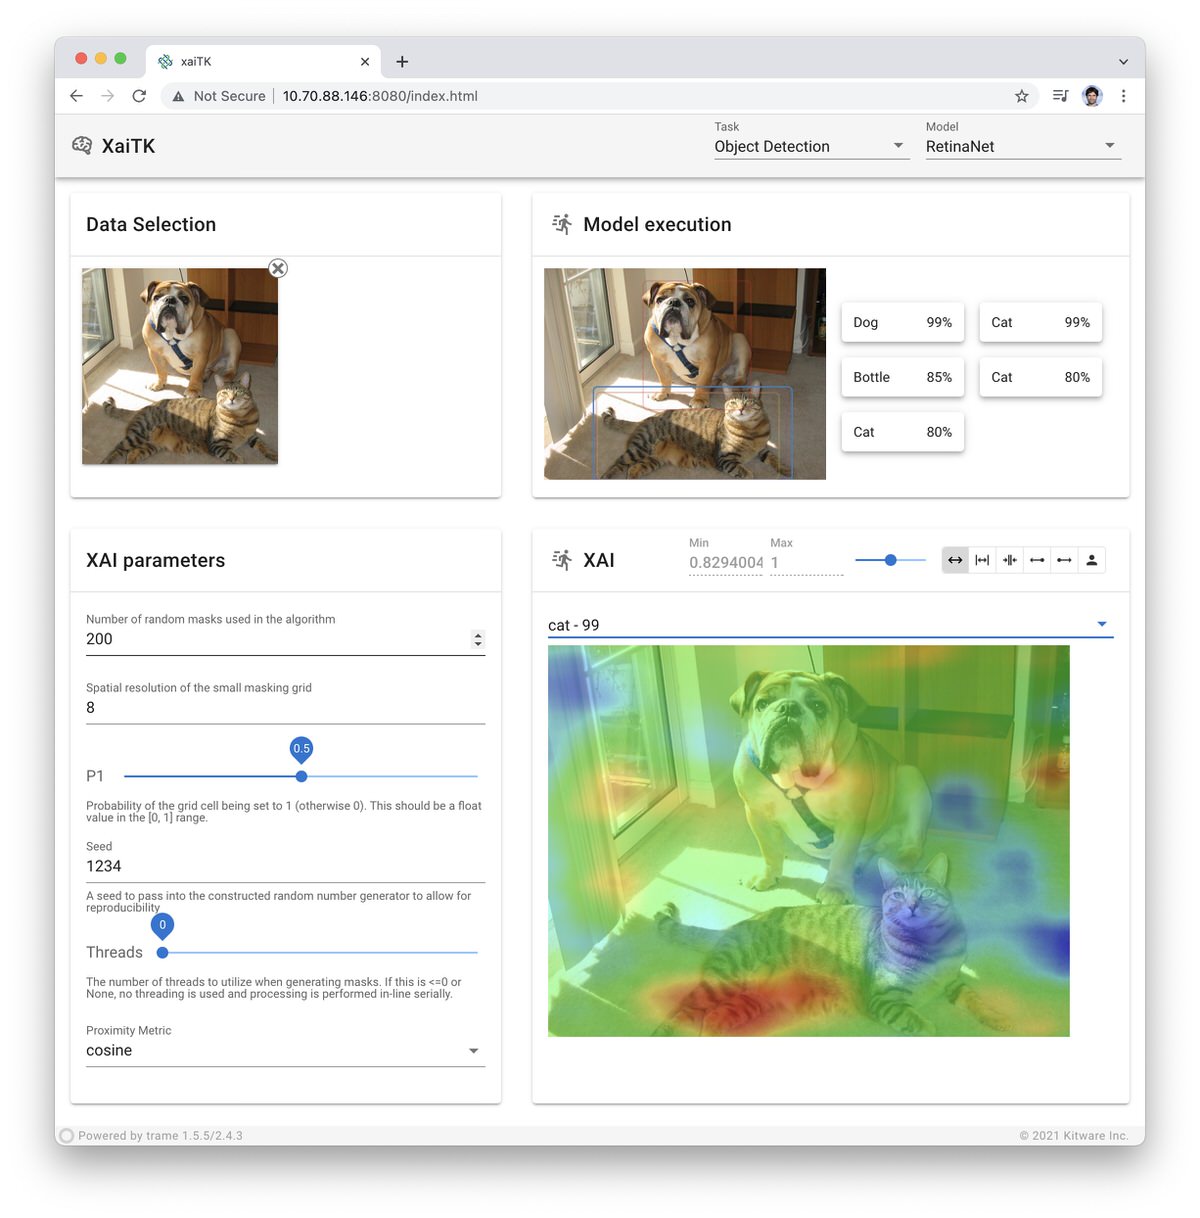 xaiTK
Not Secure
10.70.88.146:8080/index.html
XaiTK
Task
Object Detection
Model
RetinaNet
Data Selection
Model execution
Dog 99%
Cat 99%
Bottle 85%
Cat 80%
Cat 80%
XAI parameters
Number of random masks used in the algorithm
200
Spatial resolution of the small masking grid
8
0.5
P1
Probability of the grid cell being set to 1 (otherwise 0). This should be a float
value in the [0, 1] range.
Seed
1234
A seed to pass into the constructed random number generator to allow for
reproducibility
0
Threads
The number of threads to utilize when generating masks. If this is <=0 or
None, no threading is used and processing is performed in-line serially.
Proximity Metric
cosine
XAI
Min
0.8294004
Max
1
cat - 99
Powered by trame 1.5.5/2.4.3
© 2021 Kitware Inc.